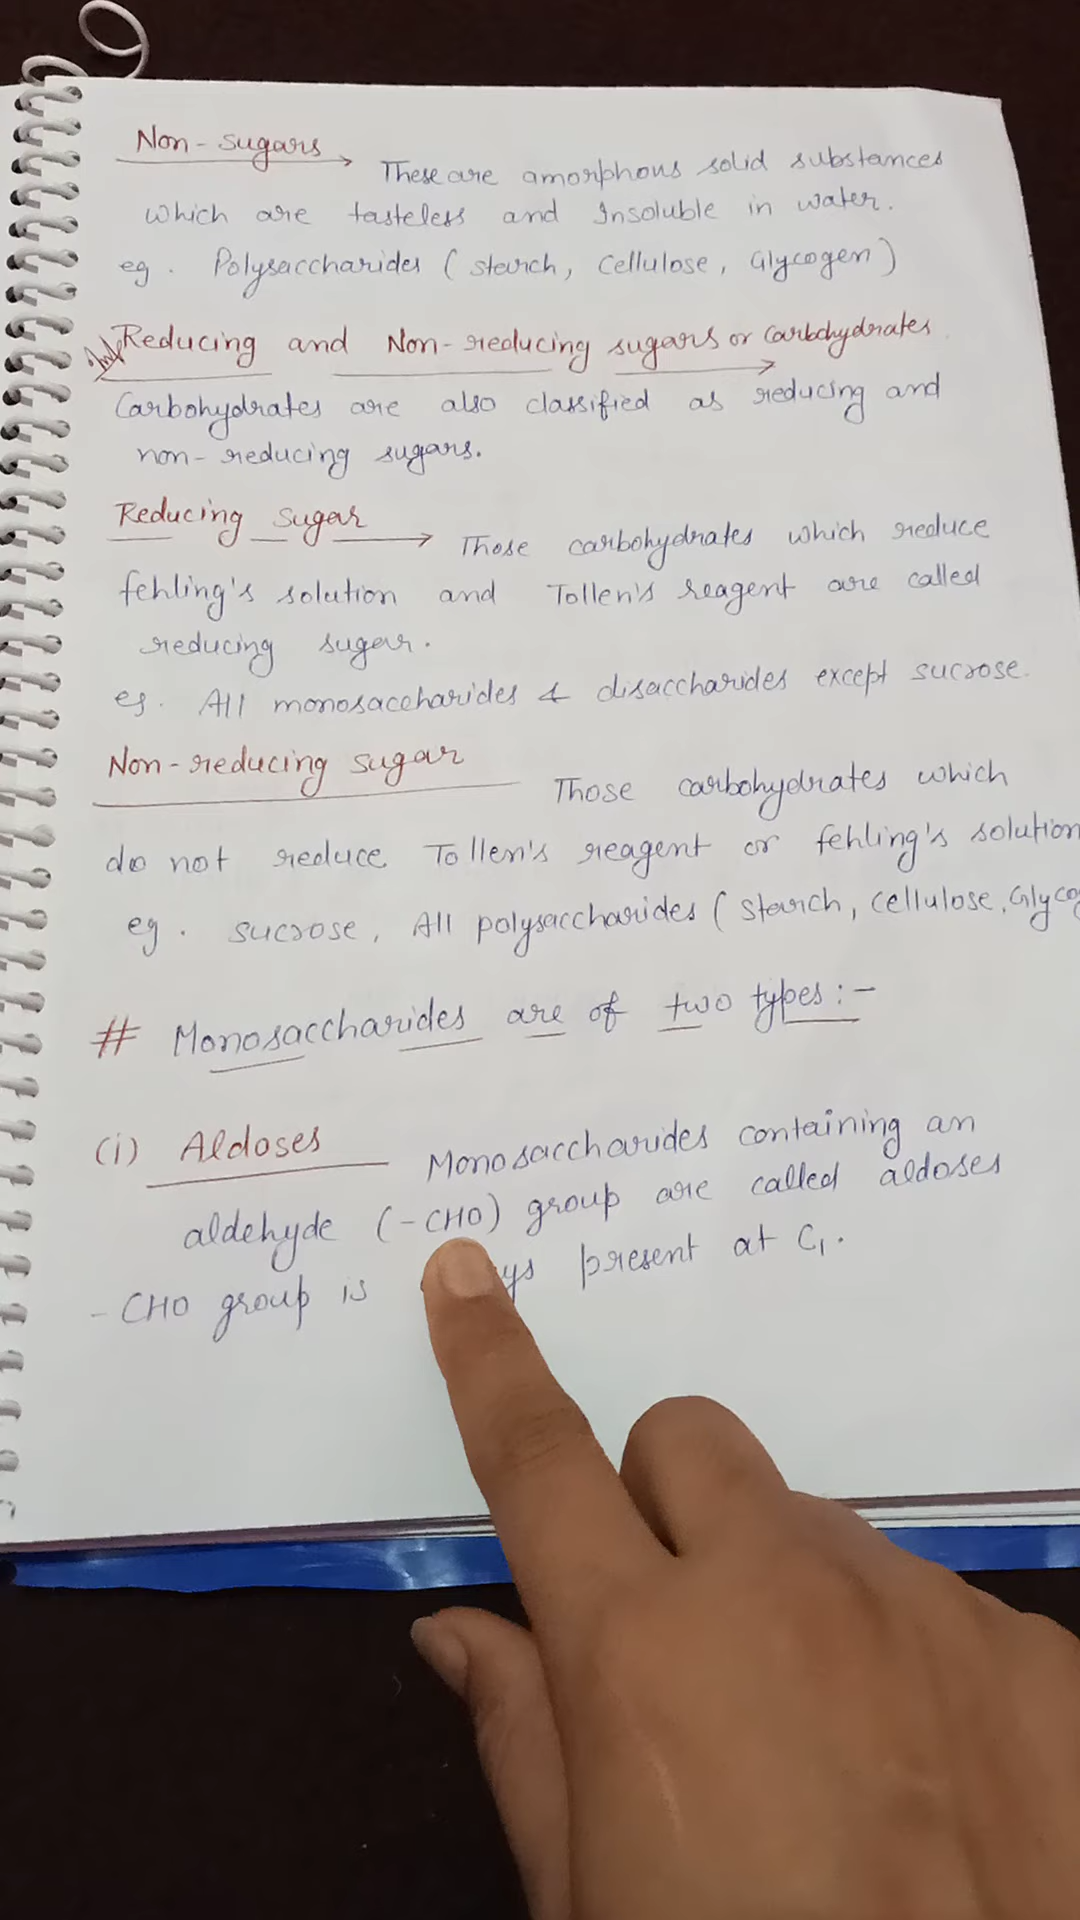 Non-sugars → These are amorphous solid substances
which are tasteless and Insoluble in water.
eg. Polysaccharides (starch, cellulose, Glycogen)
Imp Reducing and Non-reducing sugars or carbohydrates
Carbohydrates are also classified as reducing and
non-reducing sugars.
Reducing sugar → Those carbohydrates which reduce
fehling's solution and Tollen's reagent are called
reducing sugar.
eg. All monosaccharides & disaccharides except sucrose.
Non-reducing sugar Those carbohydrates which
do not reduce Tollen's reagent or fehling's solution
eg. sucrose, All polysaccharides (starch, cellulose,
# Monosaccharides are of two types:-
(i) Aldoses Monosaccharides containing an
aldehyde (-CHO) group are called aldoses
- CHO group is present at C₁.